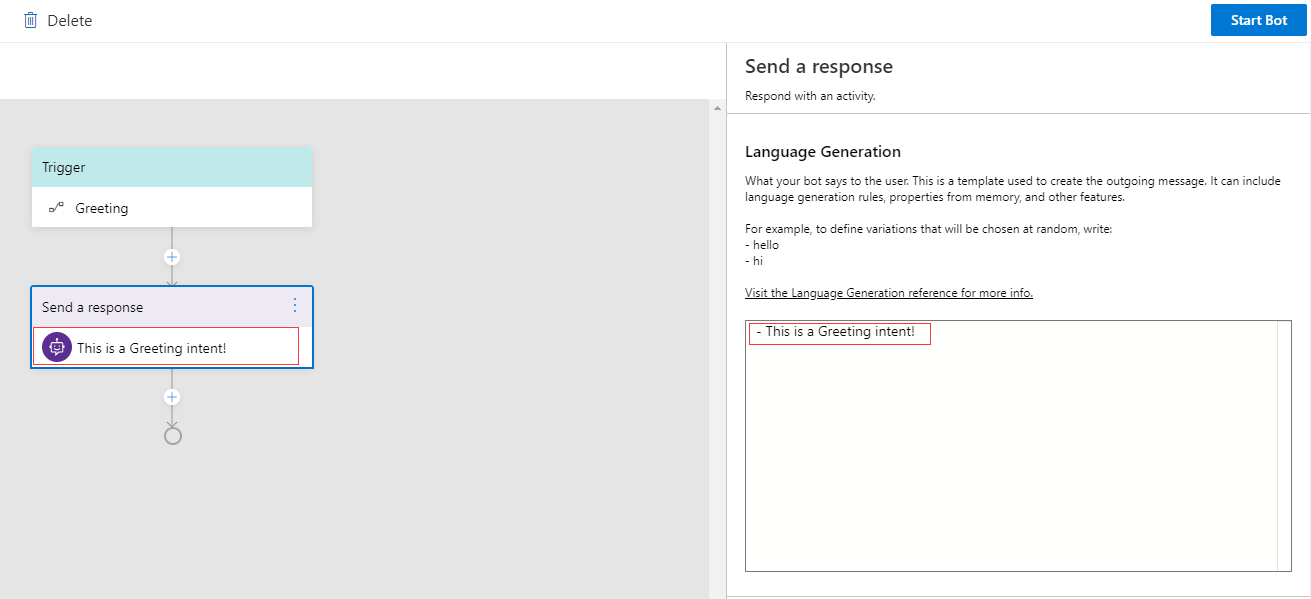 Delete
Start Bot
Send a response
Respond with an activity.
Trigger
Greeting
Send a response
This is a Greeting intent!
Language Generation
What your bot says to the user. This is a template used to create the outgoing message. It can include
language generation rules, properties from memory, and other features.
For example, to define variations that will be chosen at random, write:
- hello
- hi
Visit the Language Generation reference for more info.
- This is a Greeting intent!